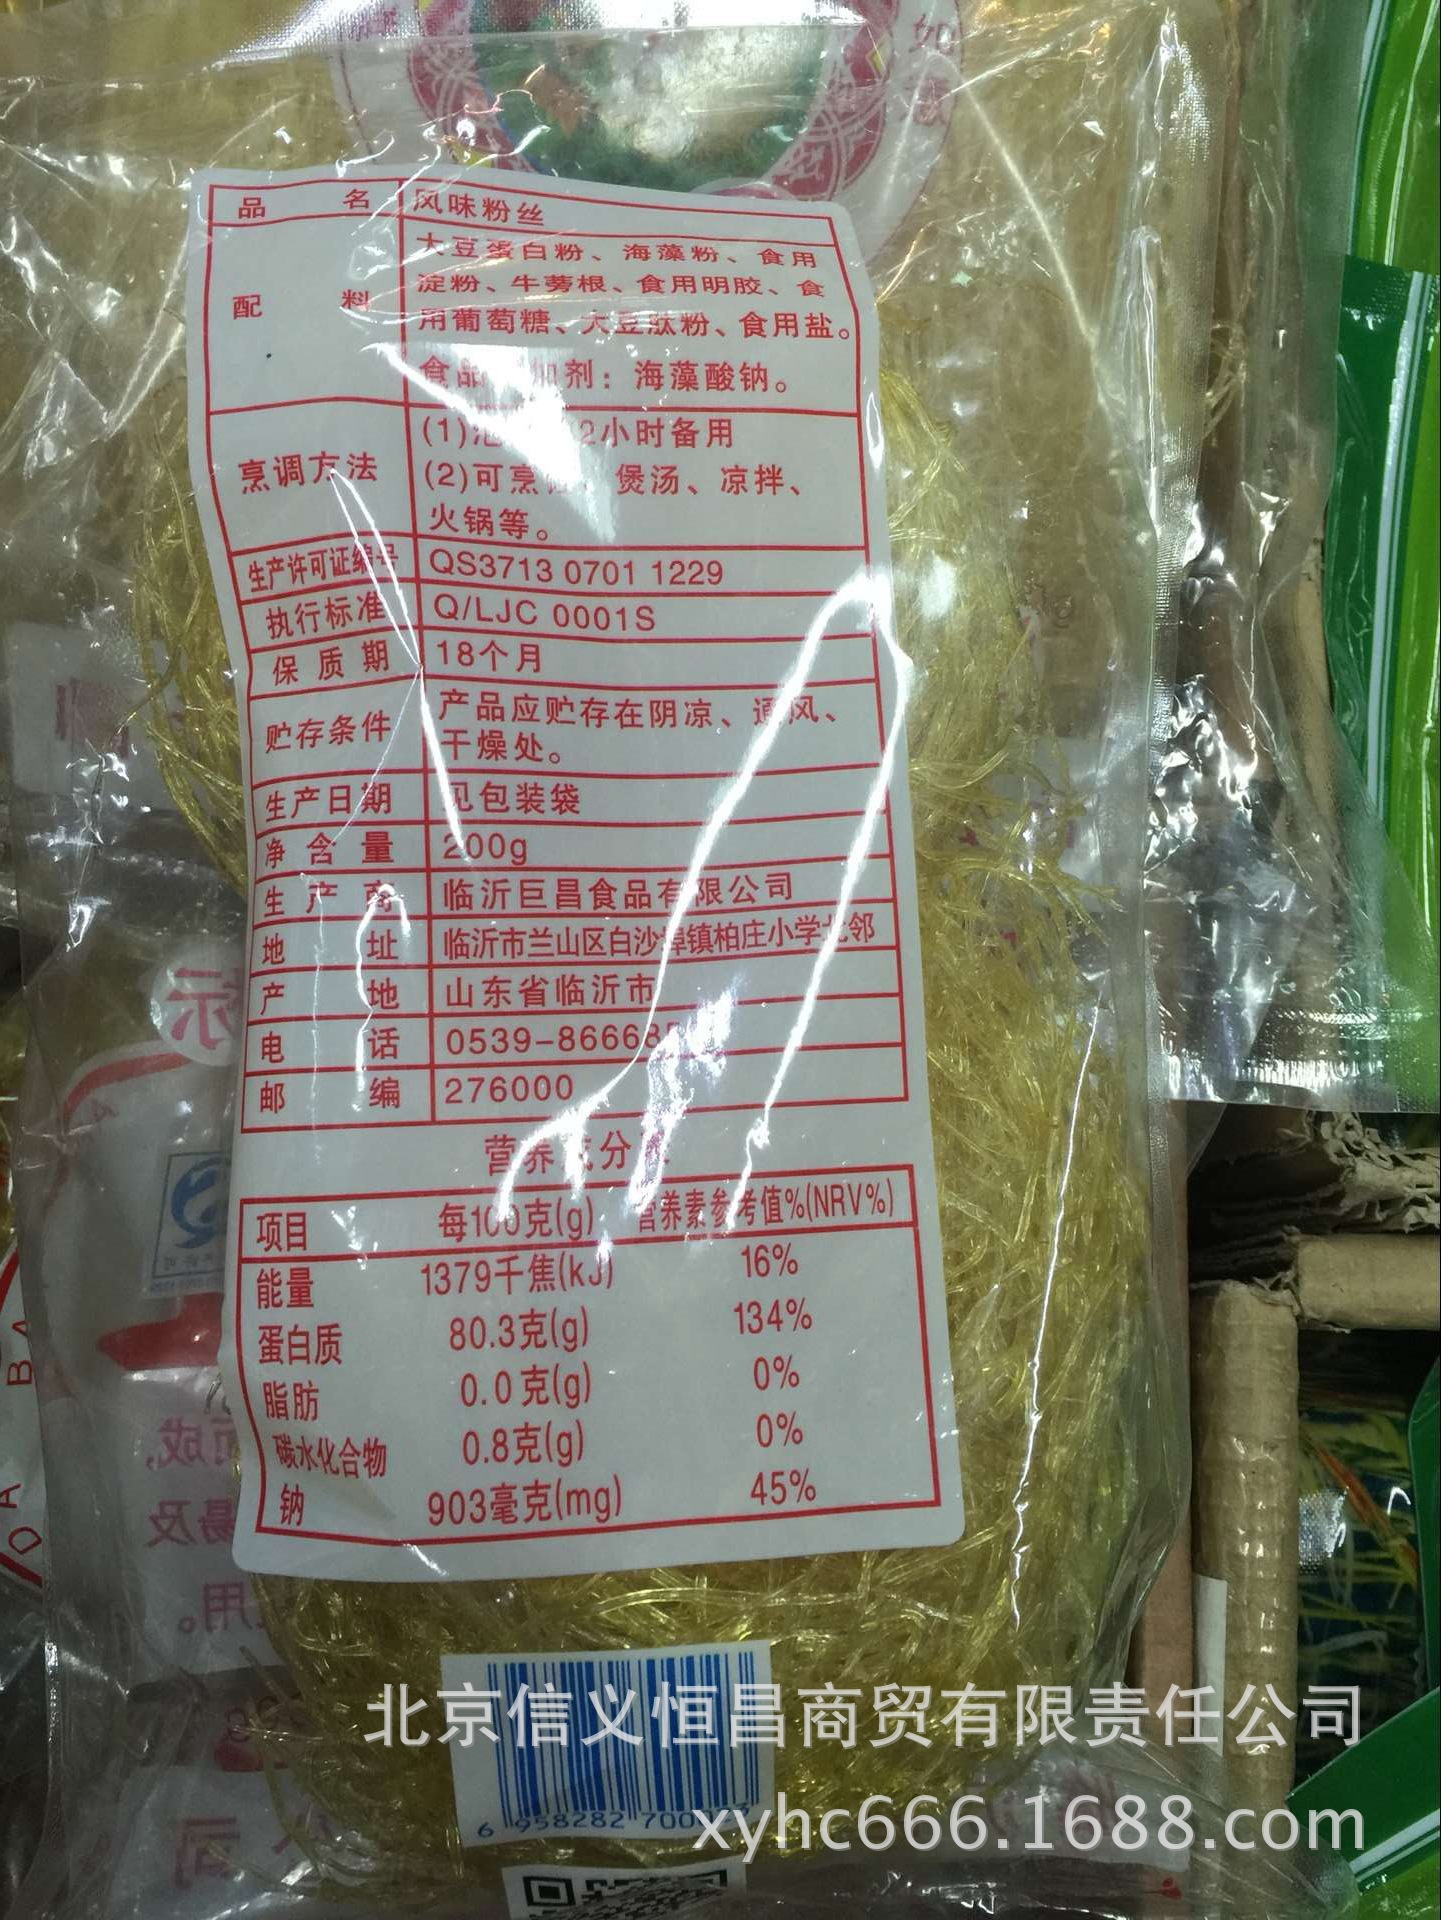 品名 风味粉丝
配料 大豆蛋白粉、海藻粉、食用
淀粉、牛蒡根、食用明胶、食
用葡萄糖、大豆肽粉、食用盐。
食品 加剂：海藻酸钠。
烹调方法 (1)泡 2小时备用
(2)可烹 、煲汤、凉拌、
火锅等。
生产许可证编号 QS3713 0701 1229
执行标准 Q/LJC 0001S
保质期 18个月
贮存条件 产品应贮存在阴凉、通风、
干燥处。
生产日期 见包装袋
净含量 200g
生产商 临沂巨昌食品有限公司
地址 临沂市兰山区白沙埠镇柏庄小学北邻
产地 山东省临沂市
电话 0539-86668
邮编 276000
营养成分表
项目 每100克(g) 营养素参考值%(NRV%)
能量 1379千焦(kJ) 16%
蛋白质 80.3克(g) 134%
脂肪 0.0克(g) 0%
碳水化合物 0.8克(g) 0%
钠 903毫克(mg) 45%
北京信义恒昌商贸有限责任公司
6 958282 700
xyhc666.1688.com